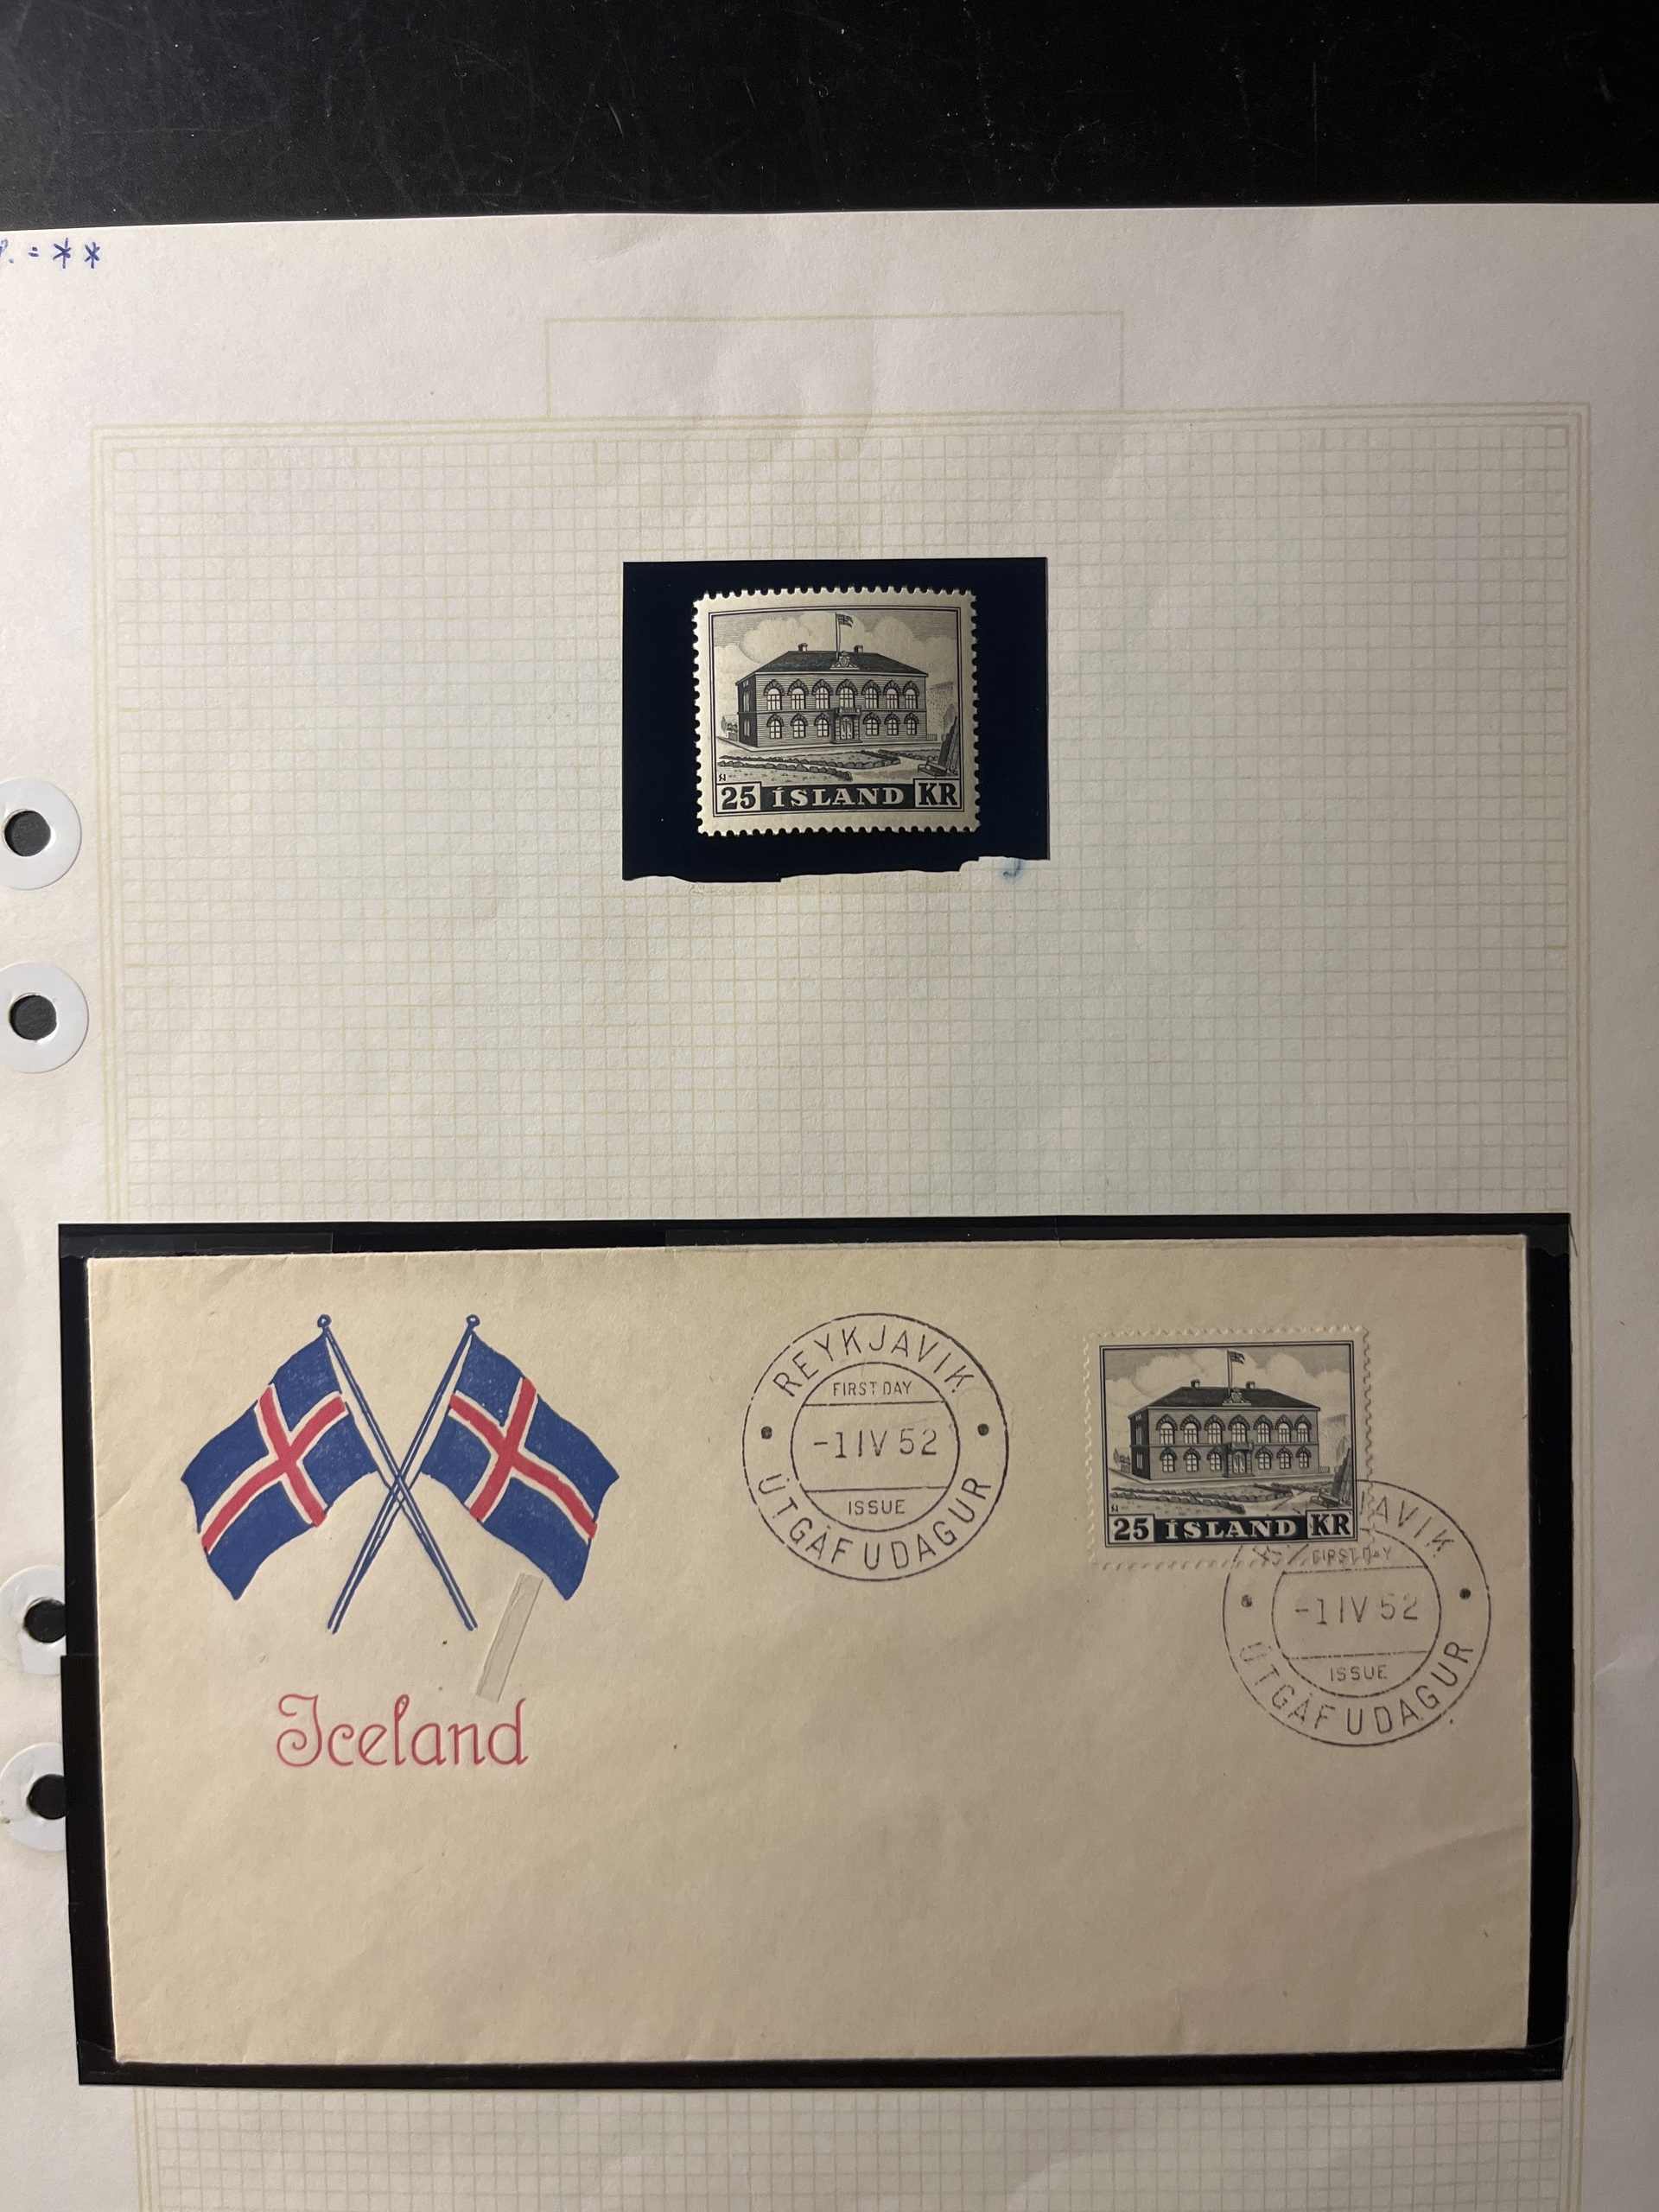 = **
25 ÍSLAND KR
REYKJAVIK
FIRST DAY
-1 IV 52
ISSUE
ÚTGÁFUDAGUR
25 ÍSLAND KR
AVIK
FIRST DAY
-1 IV 52
ISSUE
ÚTGÁFUDAGUR
Iceland